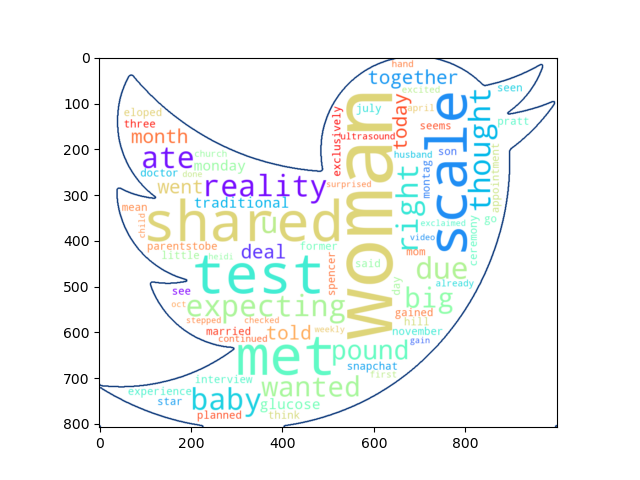 0
100
200
300
400
500
600
700
800
0 200 400 600 800
hand
together
excited
seen
eloped
three
month
july
april
today
seems
pratt
exclusively
ultrasound
woman
scale
thought
ate
church
monday
doctor
done
went
reality
surprised
husband
son
montag
appointment
traditional
right
mean
child
shared
u
exclaimed
go
video
ceremony
parentstobe
little
heidi
deal
former
mom
said
test
spencer
day
due
already
see
oct
expecting
big
gained
stepped
checked
hill
married
continued
told
weekly
november
gain
met
pound
snapchat
first
interview
experience
star
baby
wanted
glucose
planned
think